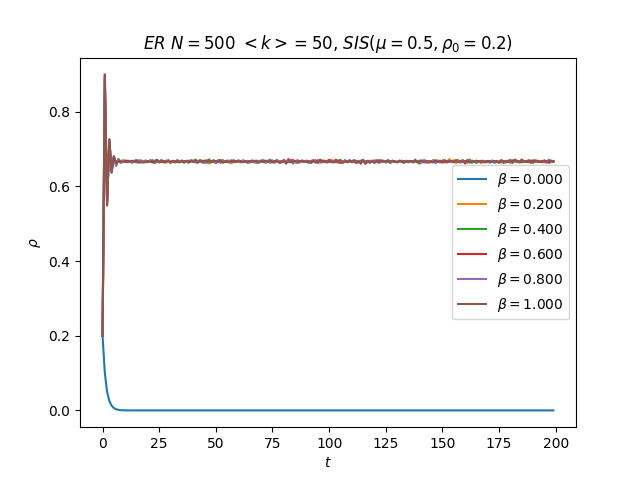 ER N = 500 < k > = 50, SIS(μ = 0.5, ρ₀ = 0.2)
ρ
0.8
0.6
0.4
0.2
0.0
β = 0.000
β = 0.200
β = 0.400
β = 0.600
β = 0.800
β = 1.000
0 25 50 75 100 125 150 175 200
t